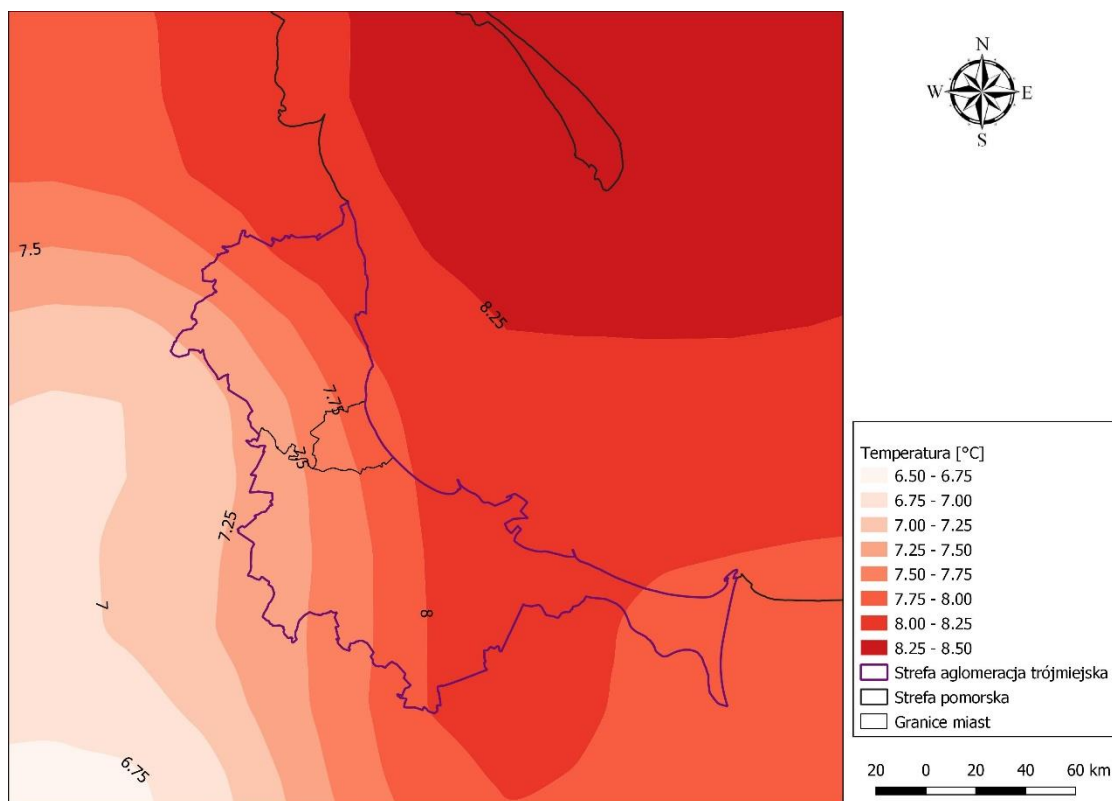 N
W E
S
7.5
8.25
7.75
7.5
7.25
7
8
6.75
Temperatura [°C]
6.50 - 6.75
6.75 - 7.00
7.00 - 7.25
7.25 - 7.50
7.50 - 7.75
7.75 - 8.00
8.00 - 8.25
8.25 - 8.50
Strefa aglomeracja trójmiejska
Strefa pomorska
Granice miast
20 0 20 40 60 km